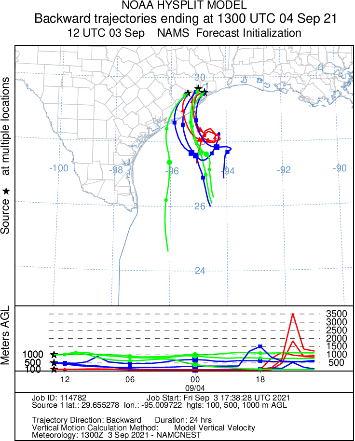 NOAA HYSPLIT MODEL
Backward trajectories ending at 1300 UTC 04 Sep 21
12 UTC 03 Sep NAMS Forecast Initialization
Source ★ at multiple locations
30
-100 -98 -96 -94 -92 -90
28
26
24
Meters AGL
3500
3000
2500
2000
1500
1000 1000
500 500
100
12 06 00 18
09/04
Job ID: 114782 Job Start: Fri Sep 3 17:38:28 UTC 2021
Source 1 lat.: 29.655278 lon.: -95.009722 hgts: 100, 500, 1000 m AGL
Trajectory Direction: Backward Duration: 24 hrs
Vertical Motion Calculation Method: Model Vertical Velocity
Meteorology: 1300Z 3 Sep 2021 - NAMCNEST